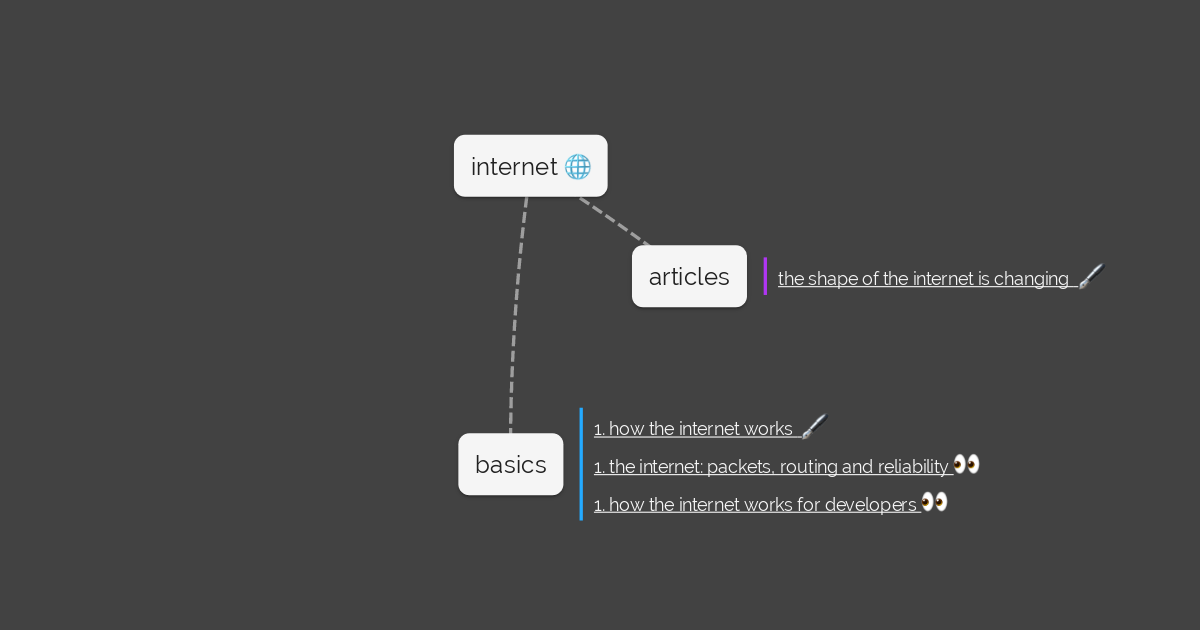 internet 🌐
articles
the shape of the internet is changing 🖌️
basics
1. how the internet works 🖌️
1. the internet: packets, routing and reliability 👀
1. how the internet works for developers 👀